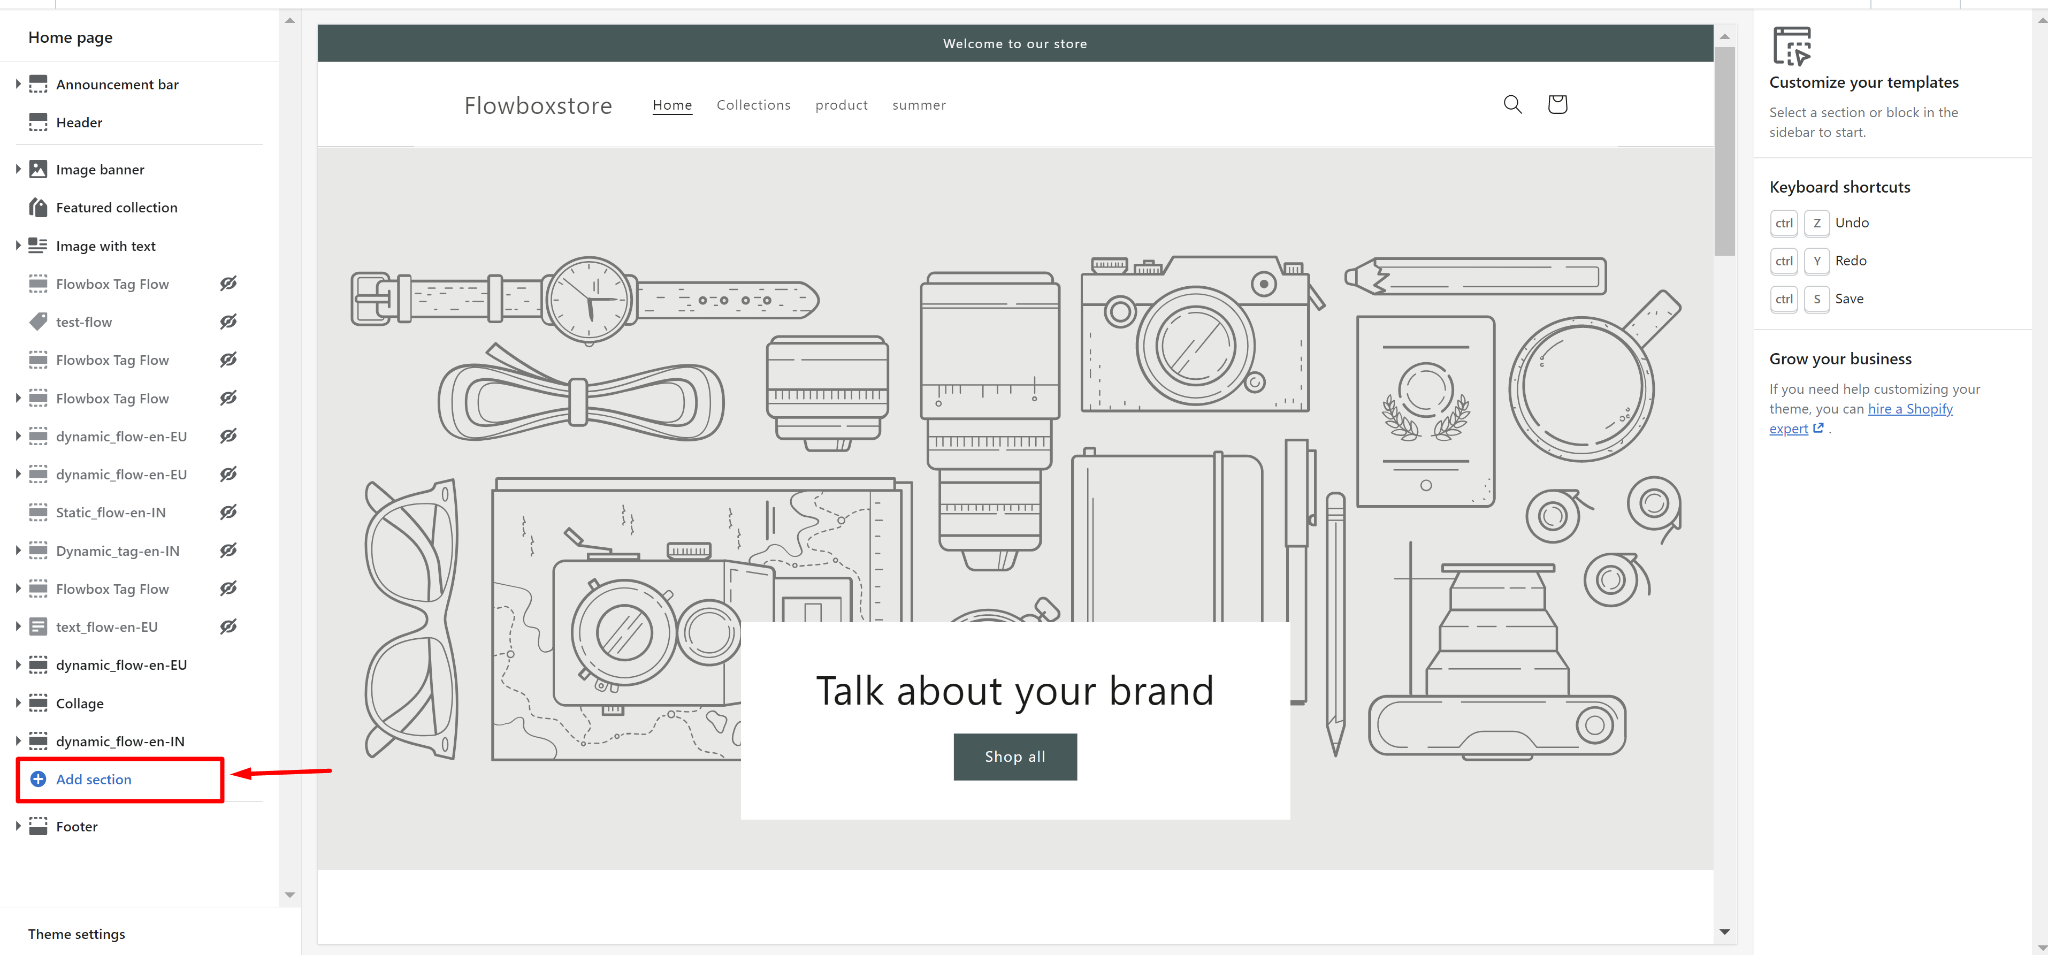 Home page
Announcement bar
Header
Image banner
Featured collection
Image with text
Flowbox Tag Flow
test-flow
Flowbox Tag Flow
Flowbox Tag Flow
dynamic_flow-en-EU
dynamic_flow-en-EU
Static_flow-en-IN
Dynamic_tag-en-IN
Flowbox Tag Flow
text_flow-en-EU
dynamic_flow-en-EU
Collage
dynamic_flow-en-IN
Add section
Footer
Theme settings
Welcome to our store
Flowboxstore Home Collections product summer
Talk about your brand
Shop all
Customize your templates
Select a section or block in the
sidebar to start.
Keyboard shortcuts
ctrl Z Undo
ctrl Y Redo
ctrl S Save
Grow your business
If you need help customizing your
theme, you can hire a Shopify
expert .